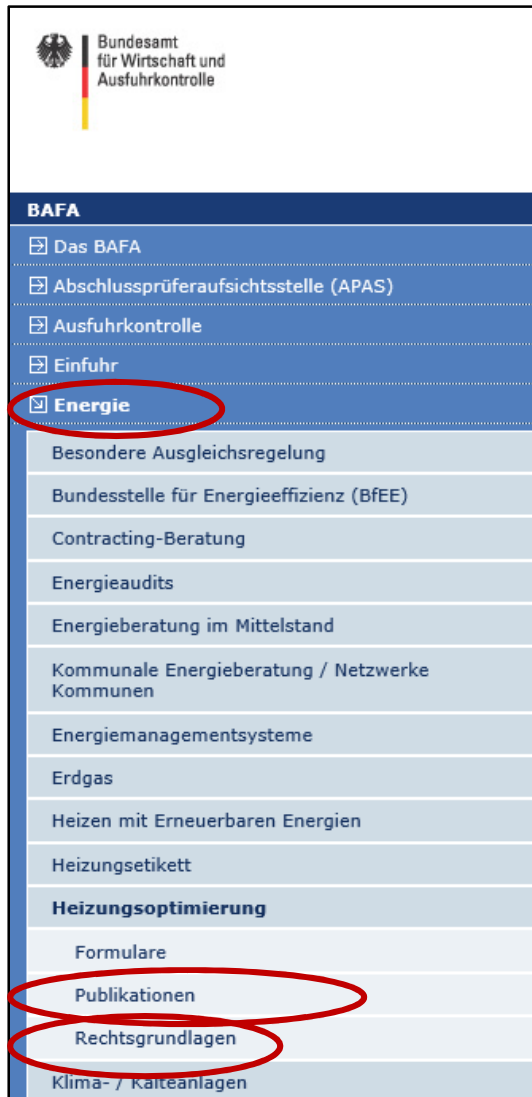 Bundesamt
für Wirtschaft und
Ausfuhrkontrolle
BAFA
Das BAFA
Abschlussprüferaufsichtsstelle (APAS)
Ausfuhrkontrolle
Einfuhr
Energie
Besondere Ausgleichsregelung
Bundesstelle für Energieeffizienz (BfEE)
Contracting-Beratung
Energieaudits
Energieberatung im Mittelstand
Kommunale Energieberatung / Netzwerke
Kommunen
Energiemanagementsysteme
Erdgas
Heizen mit Erneuerbaren Energien
Heizungsetikett
Heizungsoptimierung
Formulare
Publikationen
Rechtsgrundlagen
Klima- / Kälteanlagen